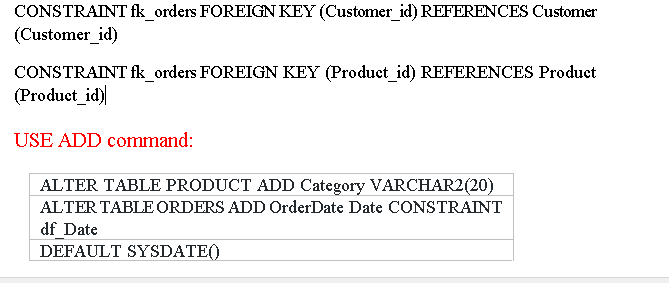 CONSTRAINT fk_orders FOREIGN KEY (Customer_id) REFERENCES Customer
(Customer_id)
CONSTRAINT fk_orders FOREIGN KEY (Product_id) REFERENCES Product
(Product_id)
USE ADD command:
ALTER TABLE PRODUCT ADD Category VARCHAR2(20)
ALTER TABLE ORDERS ADD OrderDate Date CONSTRAINT
df_Date
DEFAULT SYSDATE()